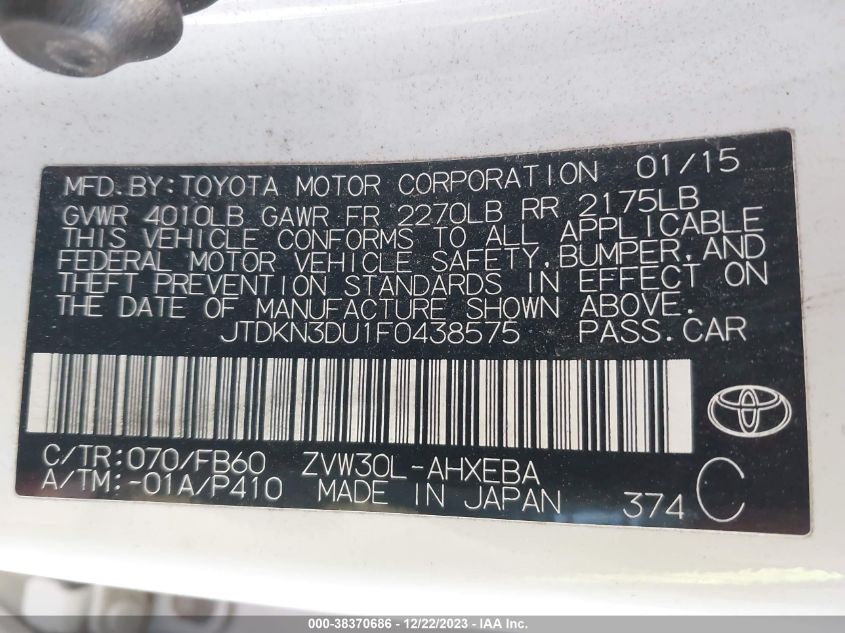 MFD.BY:TOYOTA MOTOR CORPORATION 01/15
GVWR 4010LB GAWR FR 2270LB RR 2175LB
THIS VEHICLE CONFORMS TO ALL APPLICABLE
FEDERAL MOTOR VEHICLE SAFETY,BUMPER,AND
THEFT PREVENTION STANDARDS IN EFFECT ON
THE DATE OF MANUFACTURE SHOWN ABOVE.
JTDKN3DU1F0438575 PASS.CAR
C/TR:070/FB60 ZVW30L-AHXEBA
A/TM:-01A/P410 MADE IN JAPAN 374 C
000-38370686 - 12/22/2023 - IAA Inc.